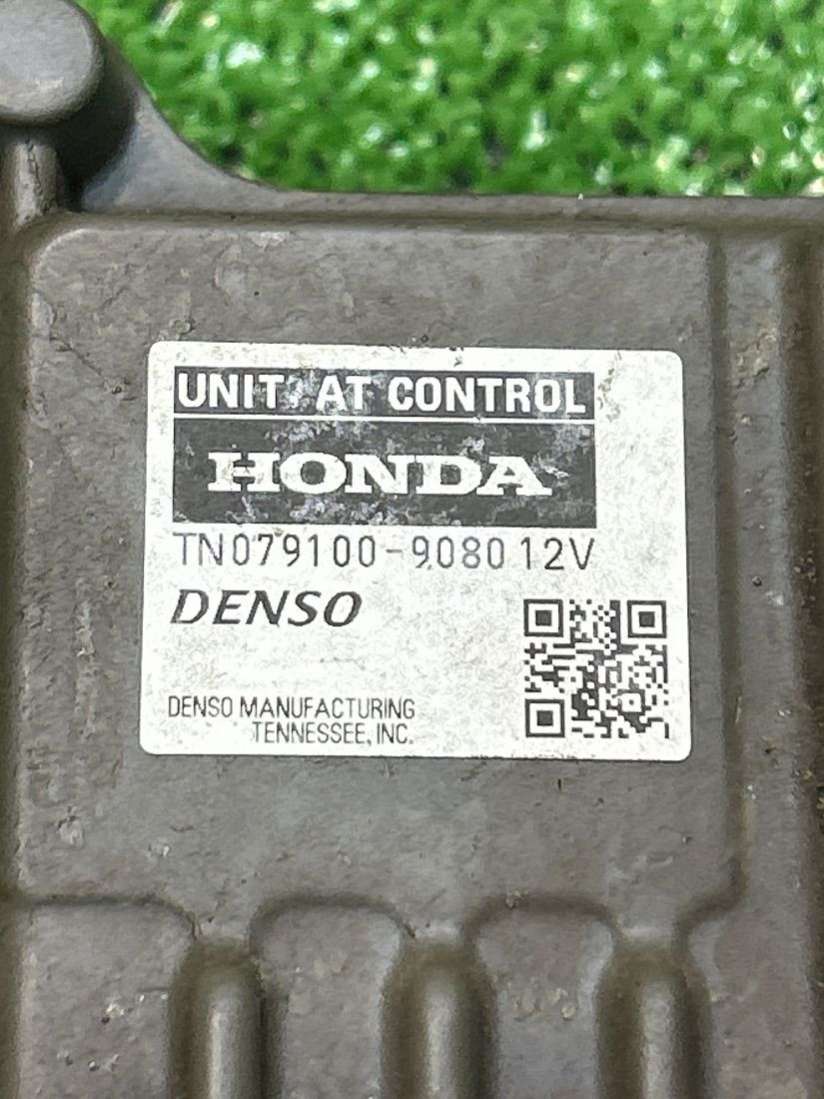 UNIT, AT CONTROL
HONDA
TN079100-9080 12V
DENSO
DENSO MANUFACTURING
TENNESSEE, INC.